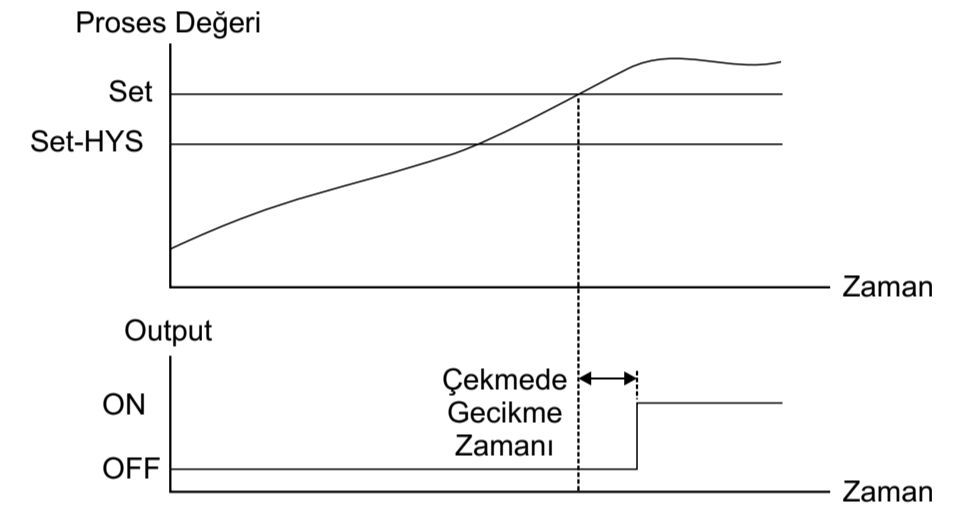 Proses Değeri
Set
Set-HYS
Zaman
Output
Çekmede
Gecikme
Zamanı
ON
OFF
Zaman